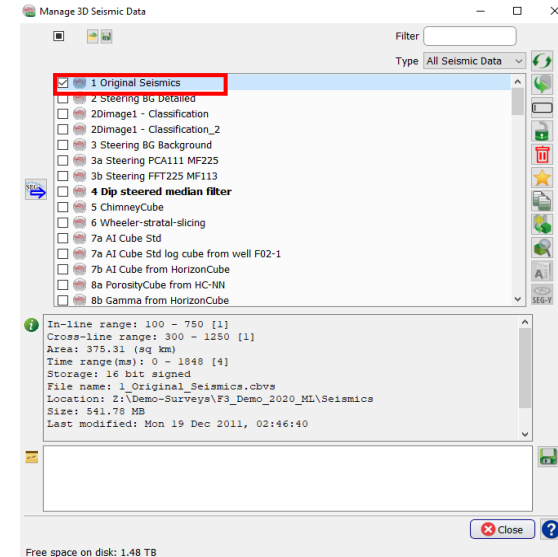 Manage 3D Seismic Data
Filter
Type All Seismic Data
1 Original Seismics
2 Steering BG Detailed
2Dimage1 - Classification
2Dimage1 - Classification_2
3 Steering BG Background
3a Steering PCA111 MF225
3b Steering FFT225 MF113
SEG-Y
4 Dip steered median filter
5 ChimneyCube
6 Wheeler-stratal-slicing
7a AI Cube Std
7a AI Cube Std log cube from well F02-1
7b AI Cube from HorizonCube
A
8a PorosityCube from HC-NN
8b Gamma from HorizonCube
SEG-Y
In-line range: 100 - 750 [1]
Cross-line range: 300 - 1250 [1]
Area: 375.31 (sq km)
Time range(ms): 0 - 1848 [4]
Storage: 16 bit signed
File name: 1_Original_Seismics.cbvs
Location: Z:\Demo-Surveys\F3_Demo_2020_ML\Seismics
Size: 541.78 MB
Last modified: Mon 19 Dec 2011, 02:46:40
Close
?
Free space on disk: 1.48 TB